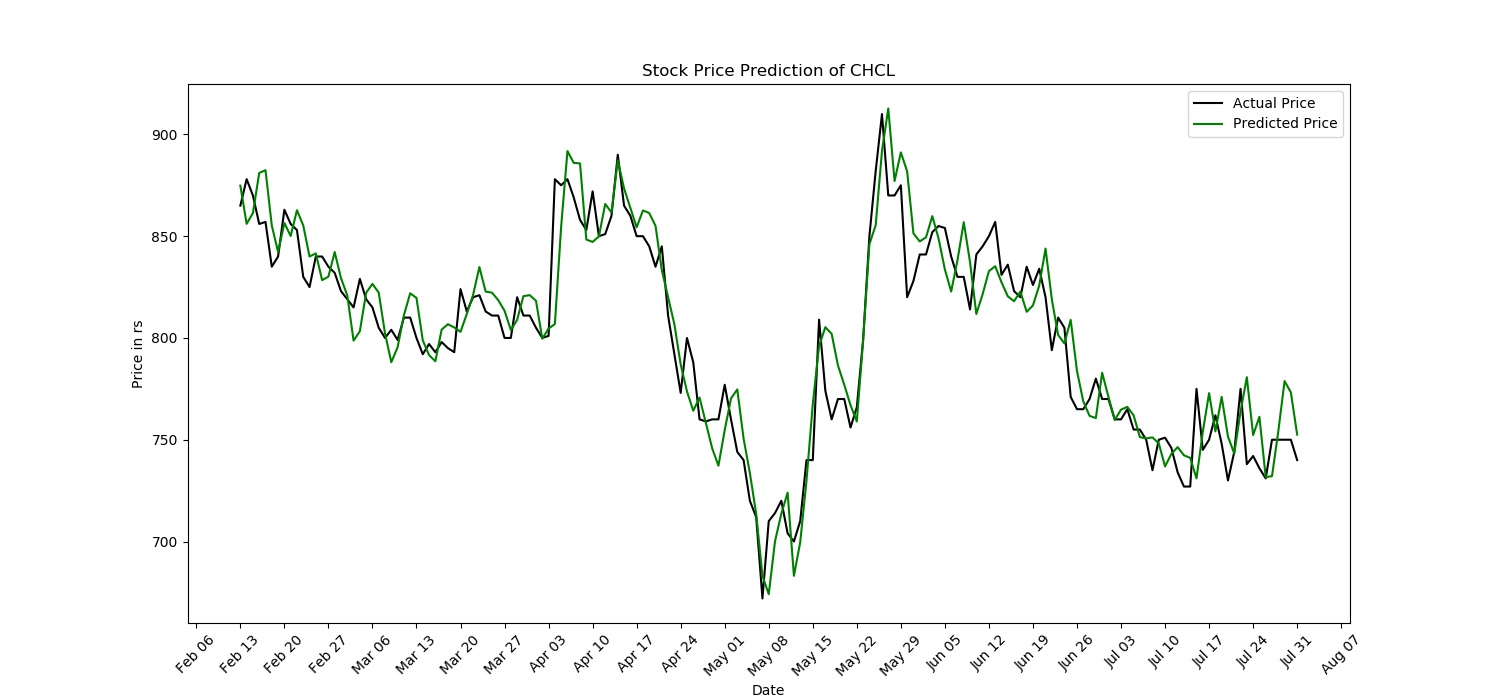 Stock Price Prediction of CHCL
Actual Price
Predicted Price
900
850
800
750
700
Price in rs
Feb 06
Feb 13
Feb 20
Feb 27
Mar 06
Mar 13
Mar 20
Mar 27
Apr 03
Apr 10
Apr 17
Apr 24
May 01
May 08
May 15
May 22
May 29
Jun 05
Jun 12
Jun 19
Jun 26
Jul 03
Jul 10
Jul 17
Jul 24
Jul 31
Aug 07
Date